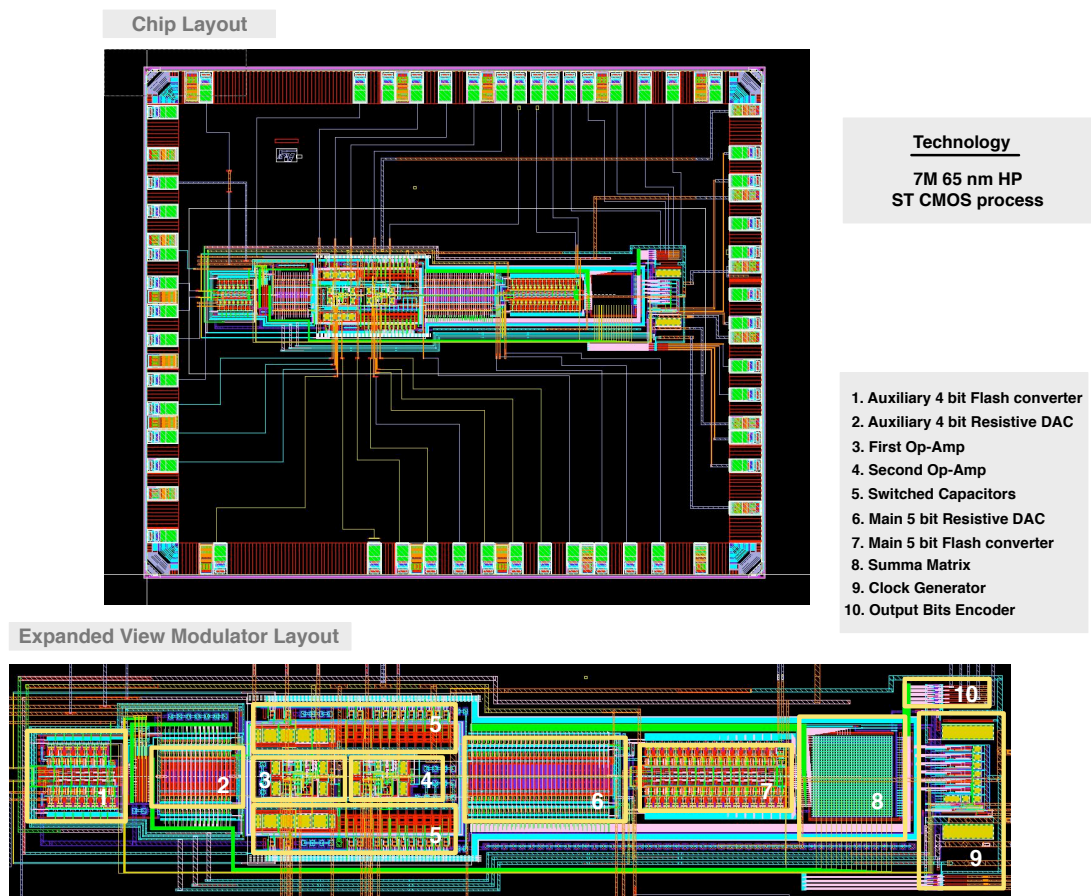 Chip Layout
Technology
7M 65 nm HP
ST CMOS process
1. Auxiliary 4 bit Flash converter
2. Auxiliary 4 bit Resistive DAC
3. First Op-Amp
4. Second Op-Amp
5. Switched Capacitors
6. Main 5 bit Resistive DAC
7. Main 5 bit Flash converter
8. Summa Matrix
9. Clock Generator
10. Output Bits Encoder
Expanded View Modulator Layout
10
5
1
2
3
4
6
7
8
5
9